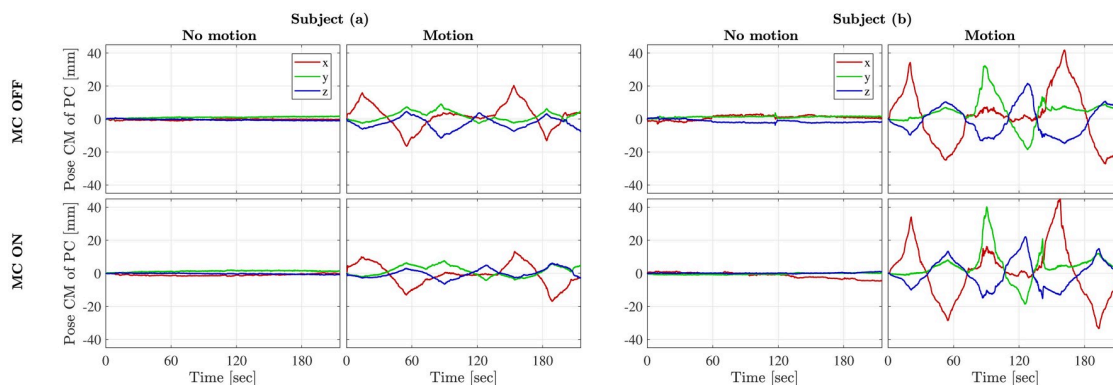 Subject (a)
Subject (b)
No motion
Motion
No motion
Motion
MC OFF
Pose CM of PC [mm]
40
20
0
-20
-40
x
y
z
40
20
0
-20
-40
x
y
z
MC ON
Pose CM of PC [mm]
40
20
0
-20
-40
40
20
0
-20
-40
0 60 120 180
0 60 120 180
0 60 120 180
0 60 120 180
Time [sec]
Time [sec]
Time [sec]
Time [sec]